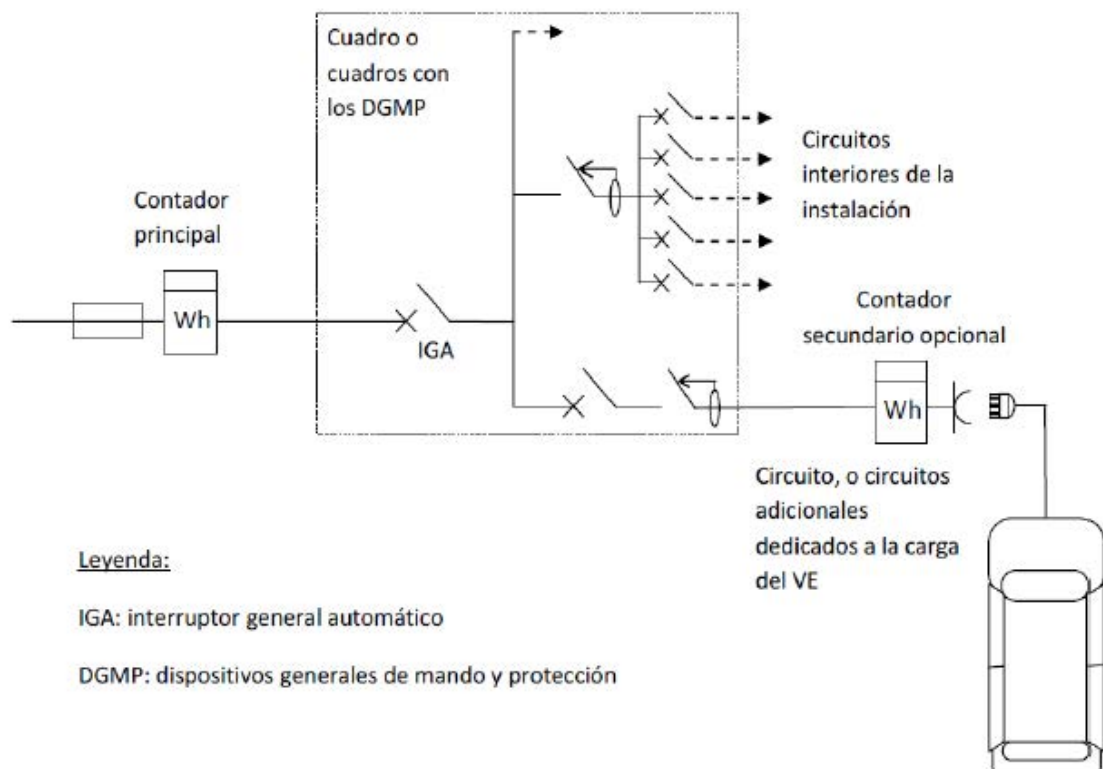 Cuadro o
cuadros con
los DGMP
Circuitos
interiores de la
instalación
Contador
principal
Wh
IGA
Contador
secundario opcional
Wh
Circuito, o circuitos
adicionales
dedicados a la carga
del VE
Leyenda:
IGA: interruptor general automático
DGMP: dispositivos generales de mando y protección